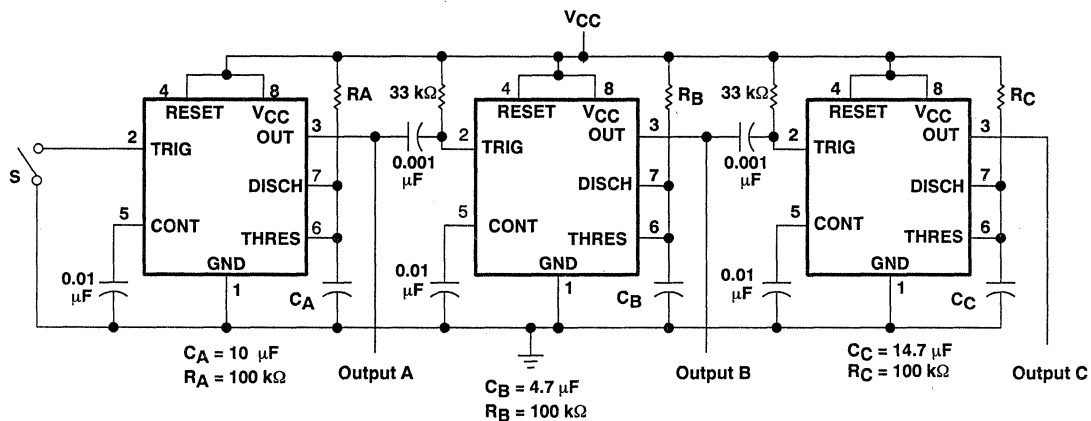 VCC
4
8
RESET
VCC
2
TRIG
OUT
3
S
DISCH
7
5
CONT
THRES
6
GND
1
0.01
μF
RA
CA
33 kΩ
0.001
μF
4
8
RESET
VCC
2
TRIG
OUT
3
DISCH
7
5
CONT
THRES
6
GND
1
0.01
μF
RB
CB
33 kΩ
0.001
μF
4
8
RESET
VCC
2
TRIG
OUT
3
DISCH
7
5
CONT
THRES
6
GND
1
0.01
μF
RC
CC
CA = 10 μF
RA = 100 kΩ
Output A
CB = 4.7 μF
RB = 100 kΩ
Output B
CC = 14.7 μF
RC = 100 kΩ
Output C